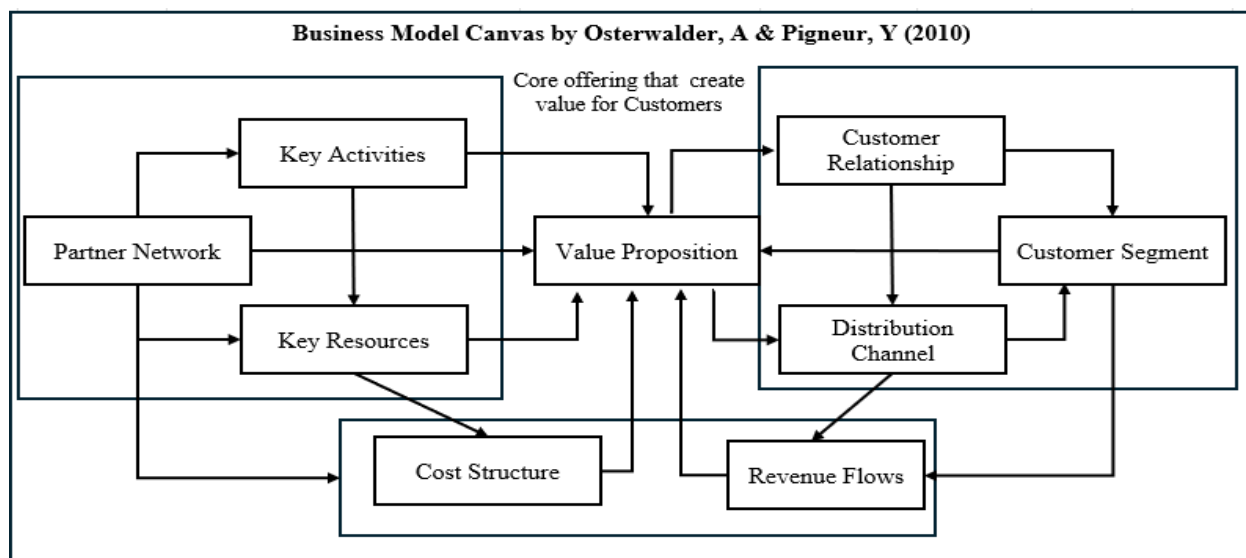 Business Model Canvas by Osterwalder, A & Pigneur, Y (2010)
Core offering that create
value for Customers
Key Activities
Customer
Relationship
Partner Network
Value Proposition
Customer Segment
Key Resources
Distribution
Channel
Cost Structure
Revenue Flows